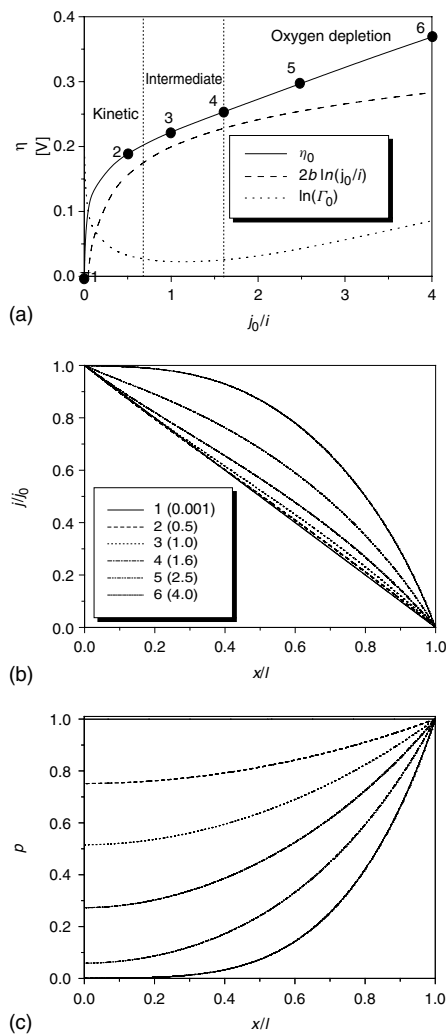 0.4
0.3
0.2
0.1
0.0
η
[V]
Kinetic
Intermediate
Oxygen depletion
1
2
3
4
5
6
η0
2b ln(j0/i)
ln(Γ0)
0
1
2
3
4
j0/i
(a)
1.0
0.8
0.6
0.4
0.2
0.0
j/j0
1 (0.001)
2 (0.5)
3 (1.0)
4 (1.6)
5 (2.5)
6 (4.0)
0.0
0.2
0.4
0.6
0.8
1.0
x/l
(b)
1.0
0.8
0.6
0.4
0.2
0.0
p
0.0
0.2
0.4
0.6
0.8
1.0
x/l
(c)